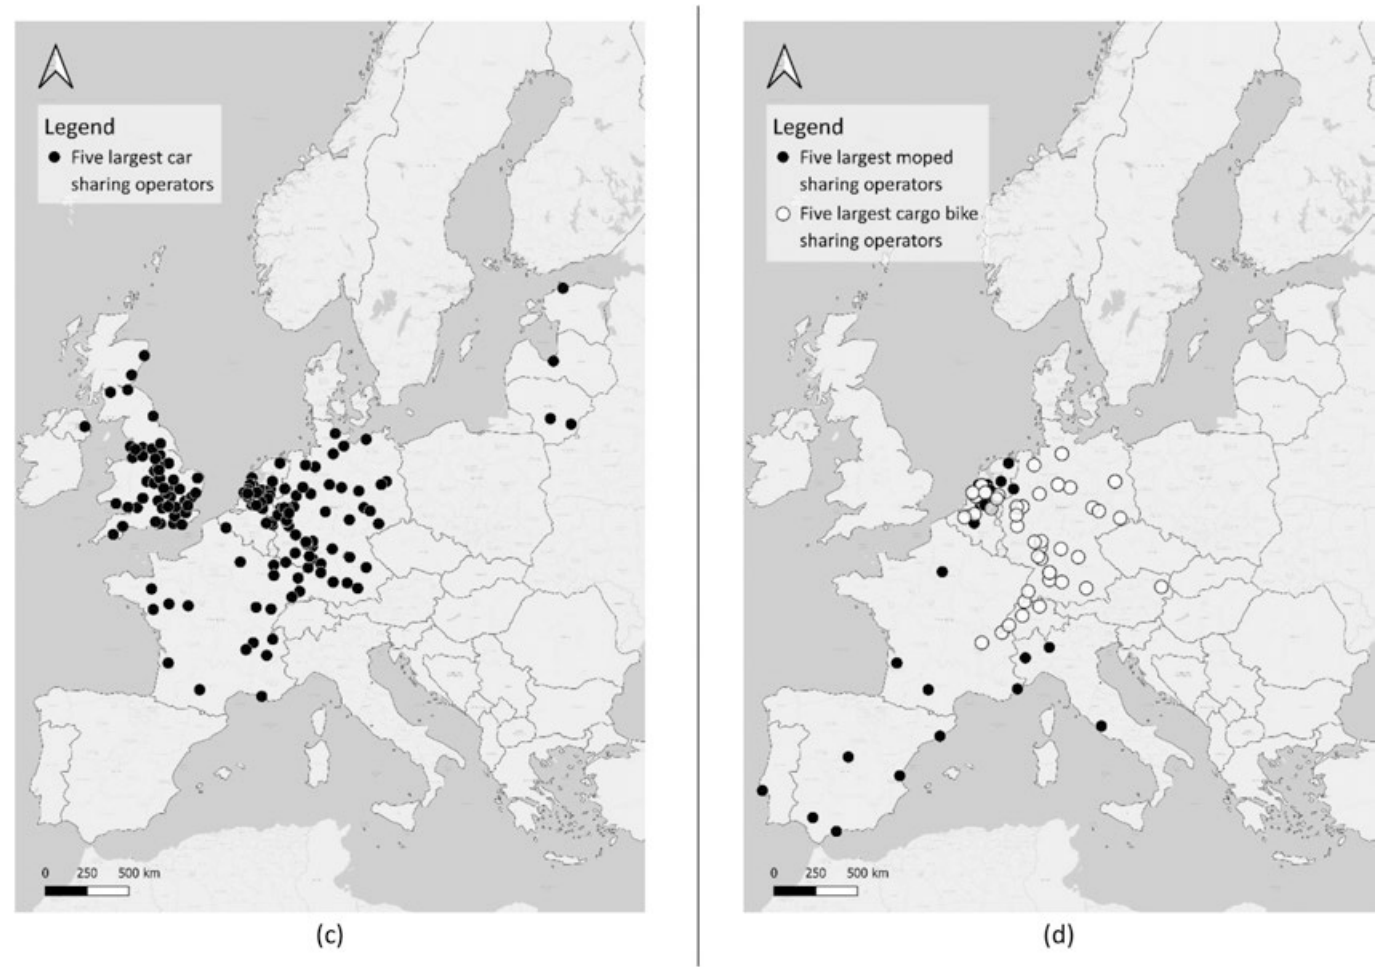 Legend
Five largest car
sharing operators
0 250 500 km
(c)
Legend
Five largest moped
sharing operators
Five largest cargo bike
sharing operators
0 250 500 km
(d)